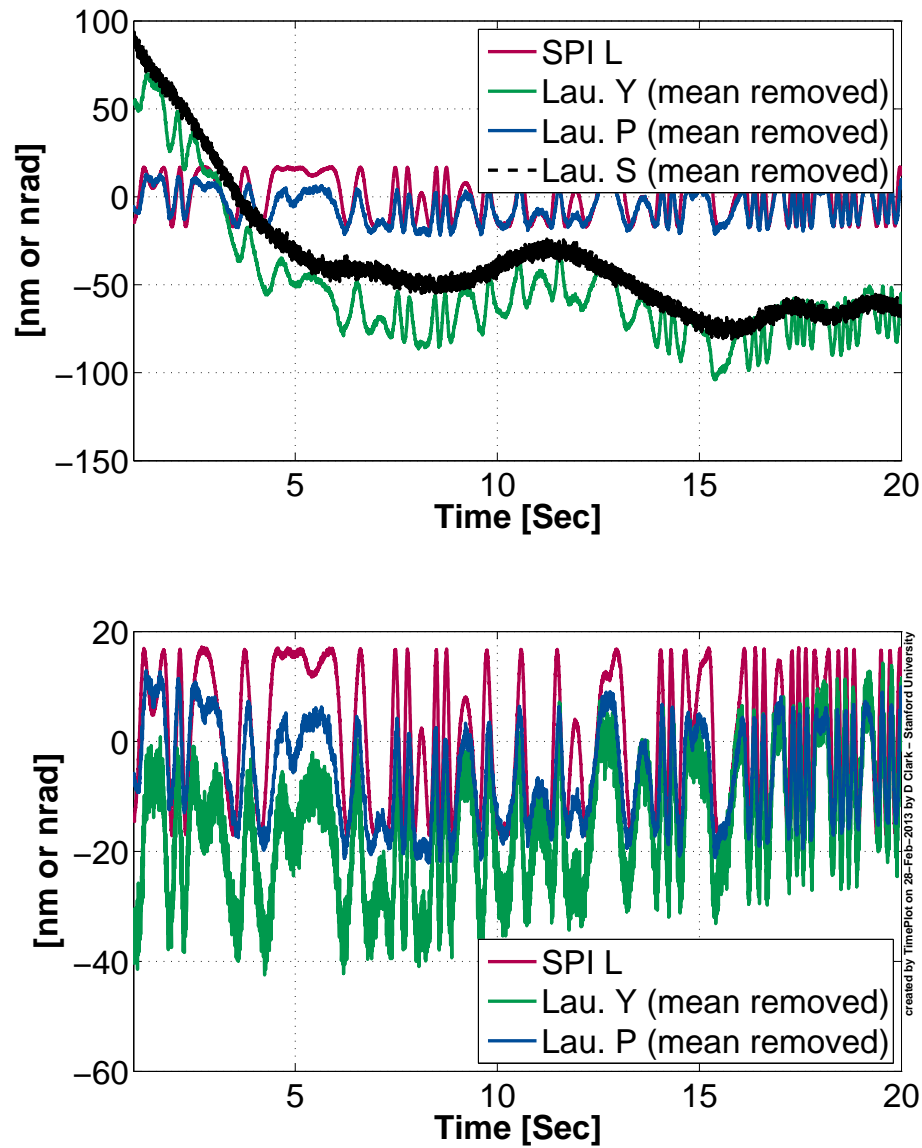 100
50
0
−50
−100
−150
[nm or nrad]
SPI L
Lau. Y (mean removed)
Lau. P (mean removed)
Lau. S (mean removed)
5
10
15
20
Time [Sec]
20
0
−20
−40
−60
[nm or nrad]
SPI L
Lau. Y (mean removed)
Lau. P (mean removed)
5
10
15
20
Time [Sec]
created by TimePlot on 28−Feb−2013 by D Clark − Stanford University